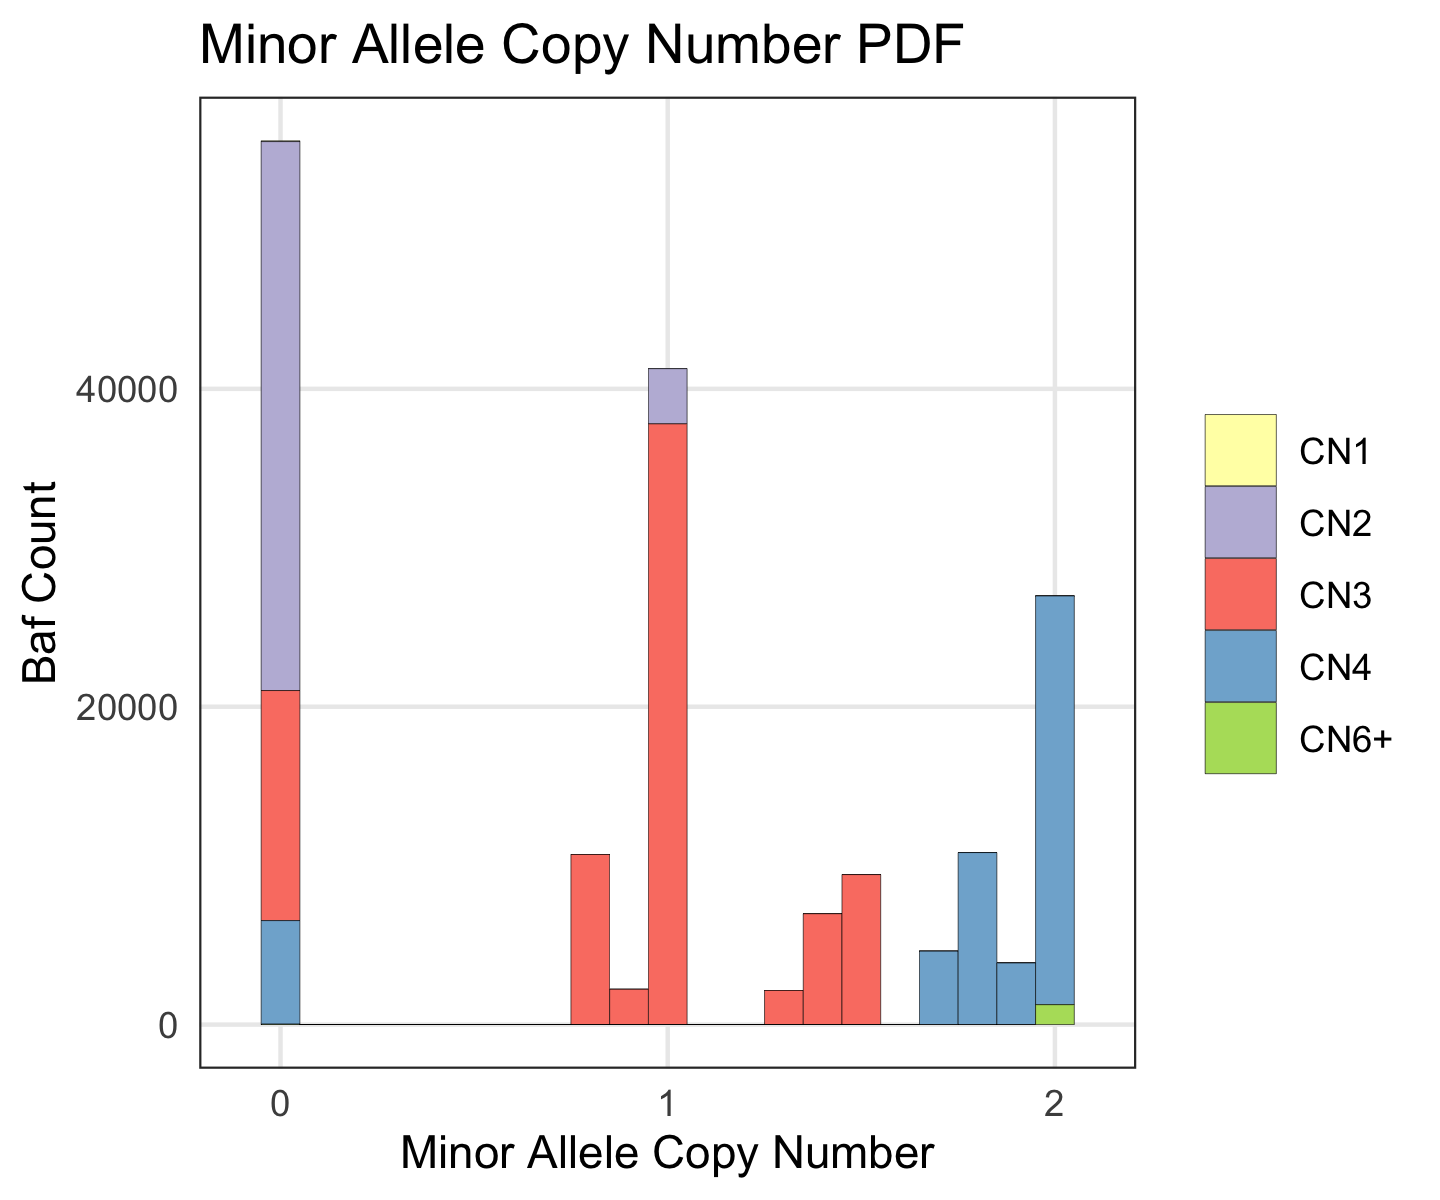 Minor Allele Copy Number PDF
Baf Count
40000
20000
0
0 1 2
Minor Allele Copy Number
CN1
CN2
CN3
CN4
CN6+